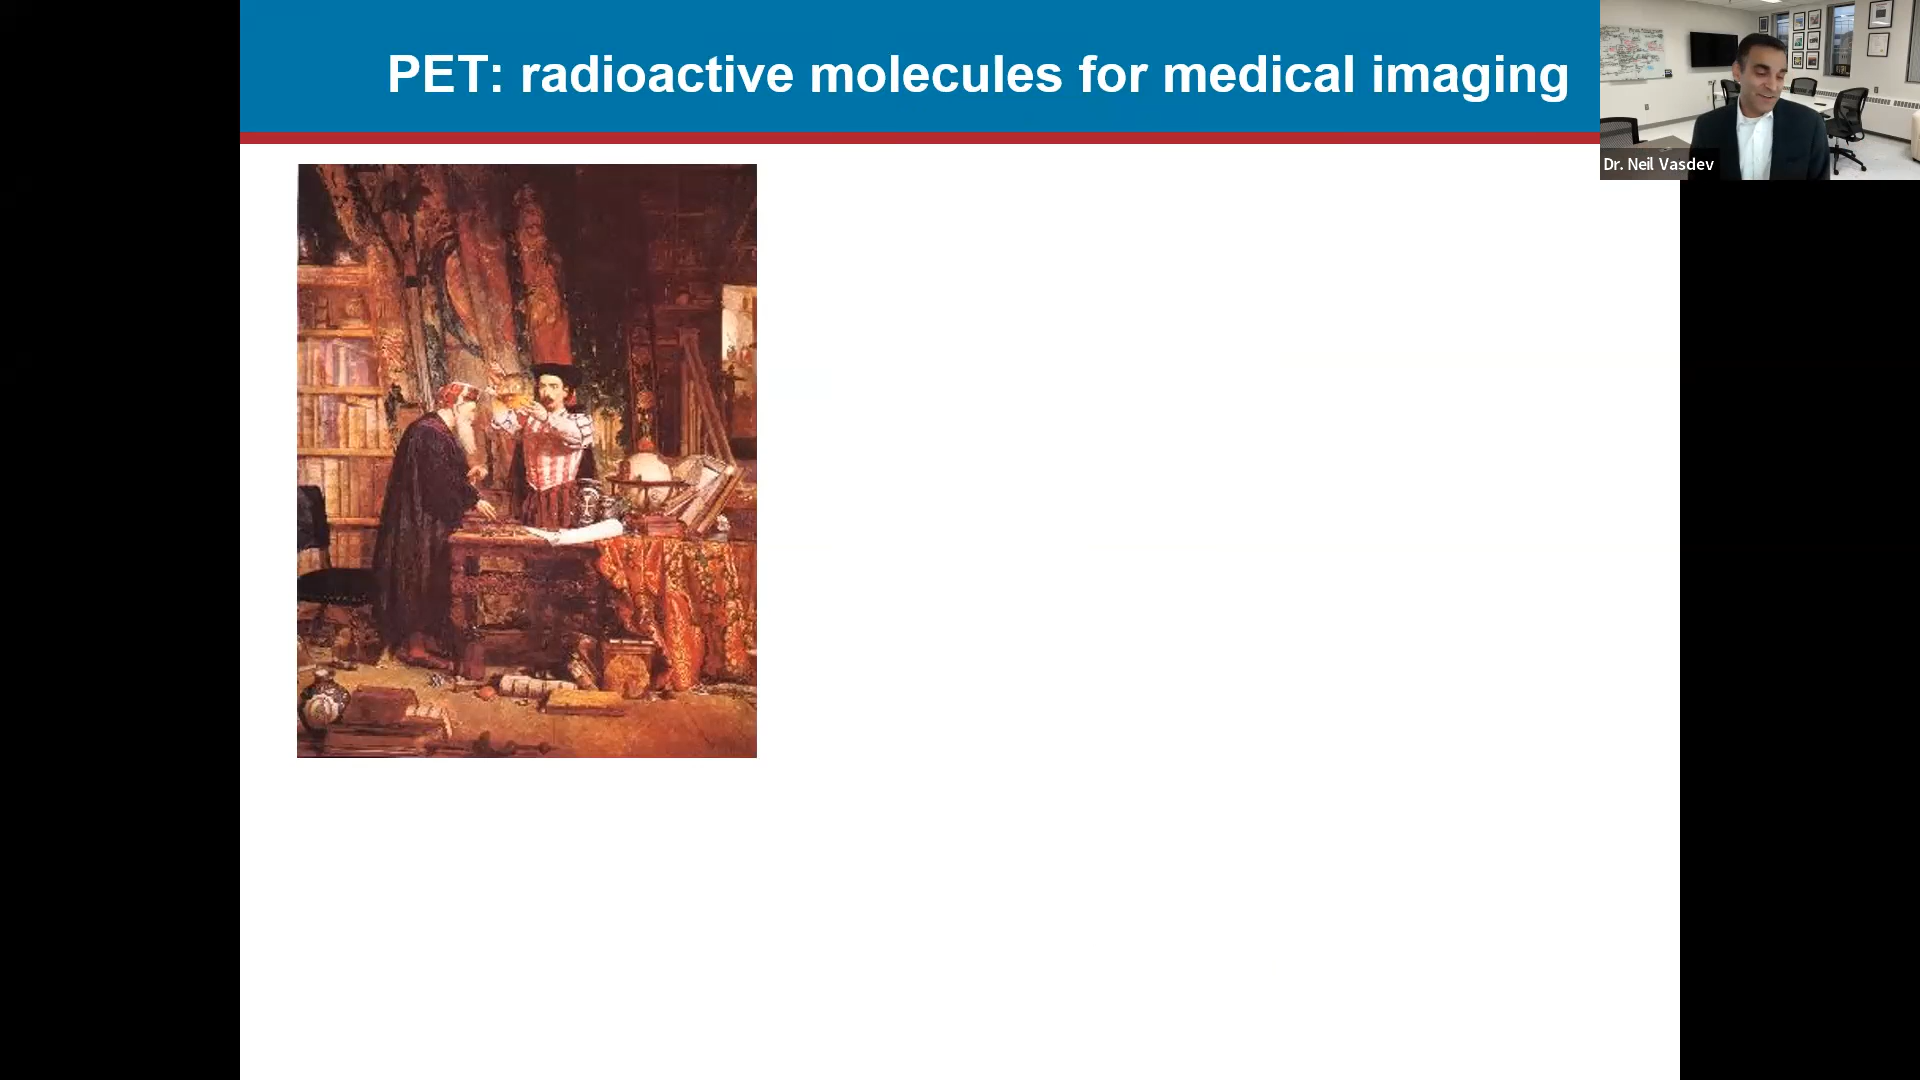 PET: radioactive molecules for medical imaging
Dr. Neil Vasdev